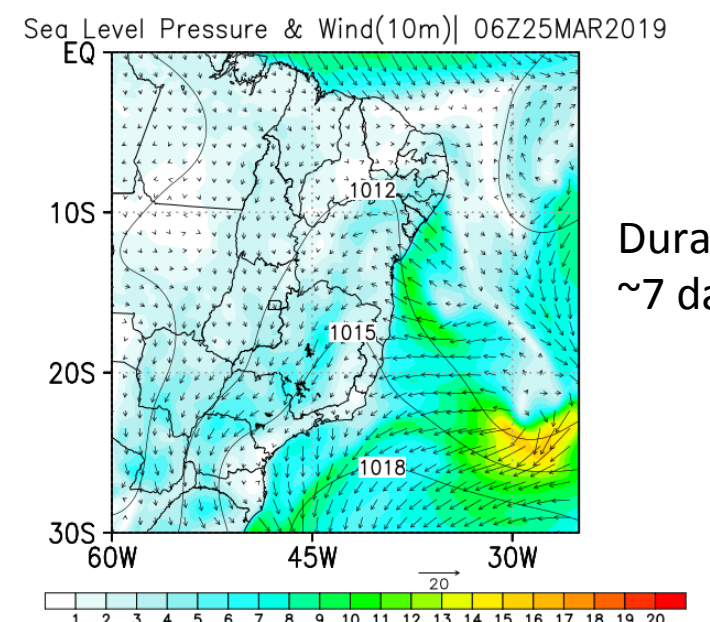 Sea Level Pressure & Wind(10m)| 06Z25MAR2019
EQ
1012
10S
1015
20S
1018
30S
60W 45W 30W
20
1 2 3 4 5 6 7 8 9 10 11 12 13 14 15 16 17 18 19 20
Dura
~7 da